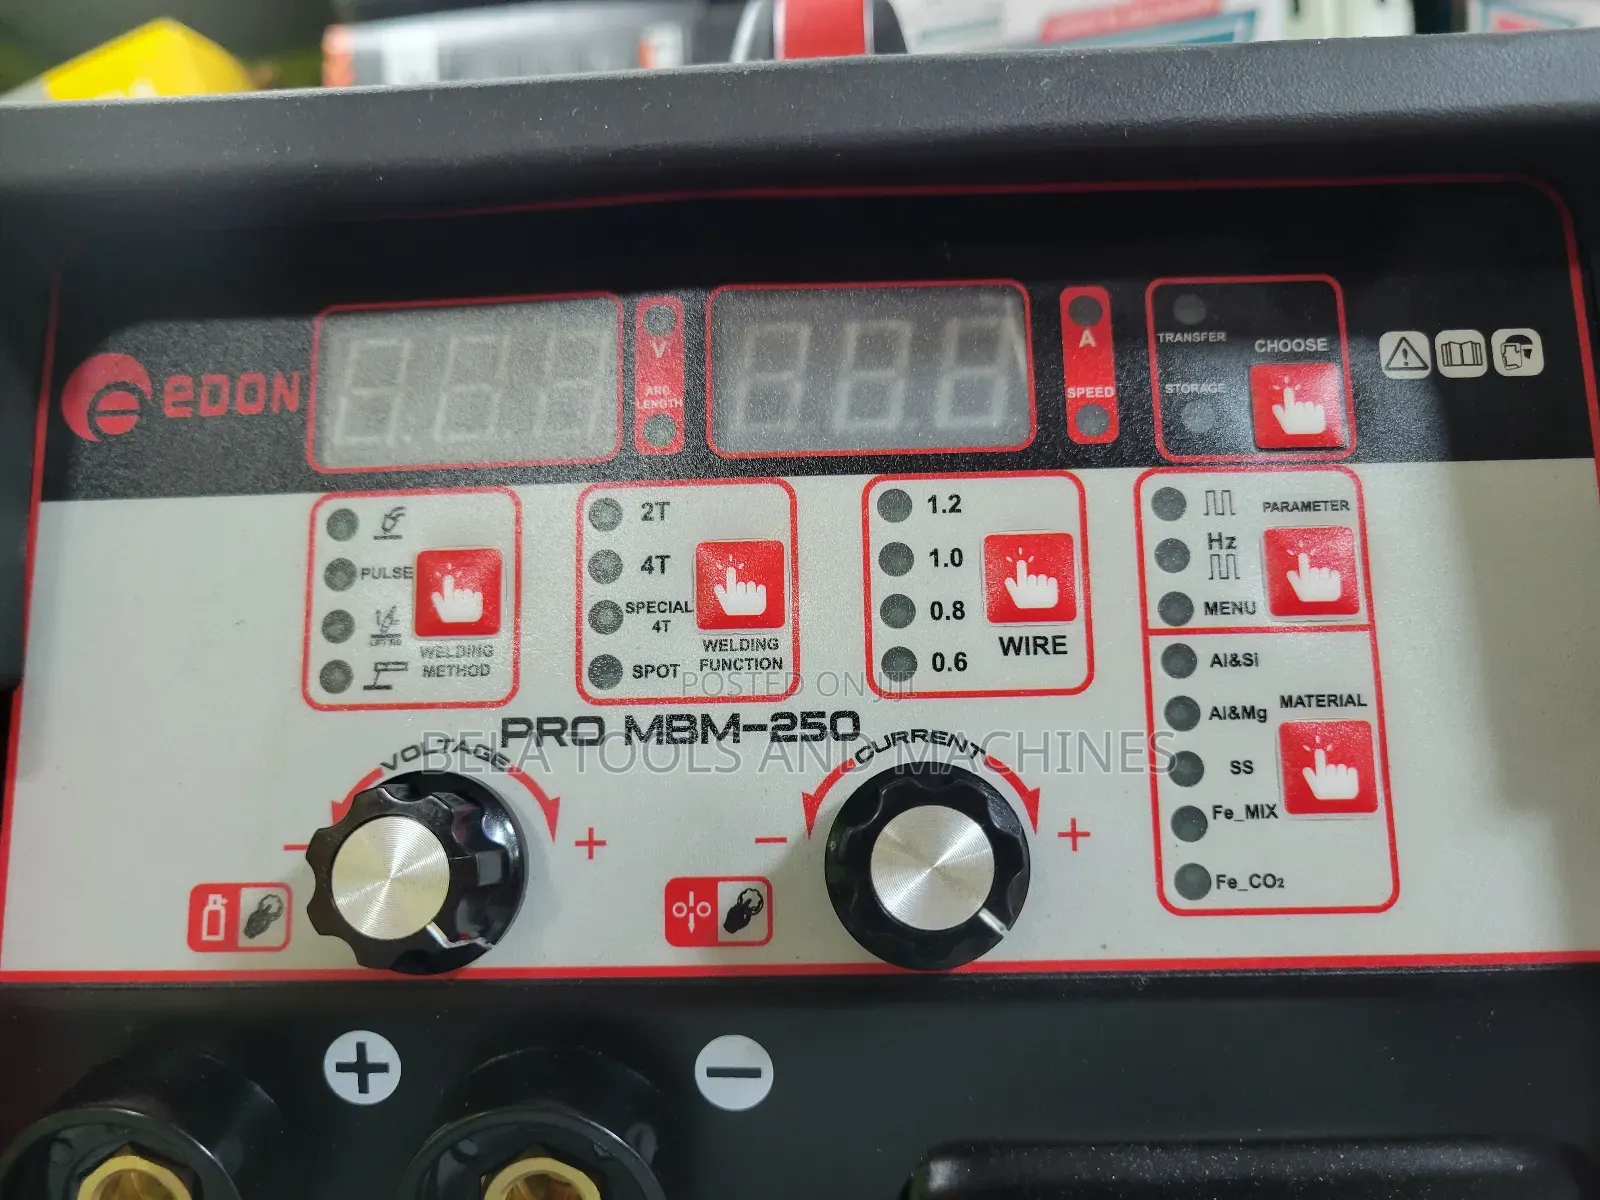 eDON
V
ARC
LENGTH
A
SPEED
TRANSFER
STORAGE
CHOOSE
PULSE
WELDING
METHOD
2T
4T
SPECIAL
4T
SPOT
WELDING
FUNCTION
1.2
1.0
0.8
0.6
WIRE
PARAMETER
Hz
MENU
Al&Si
Al&Mg
SS
Fe_MIX
Fe_CO₂
MATERIAL
POSTED ON JIJI
PRO MBM-250
BELA TOOLS AND MACHINES
VOLTAGE
CURRENT
- +
- +
+ -